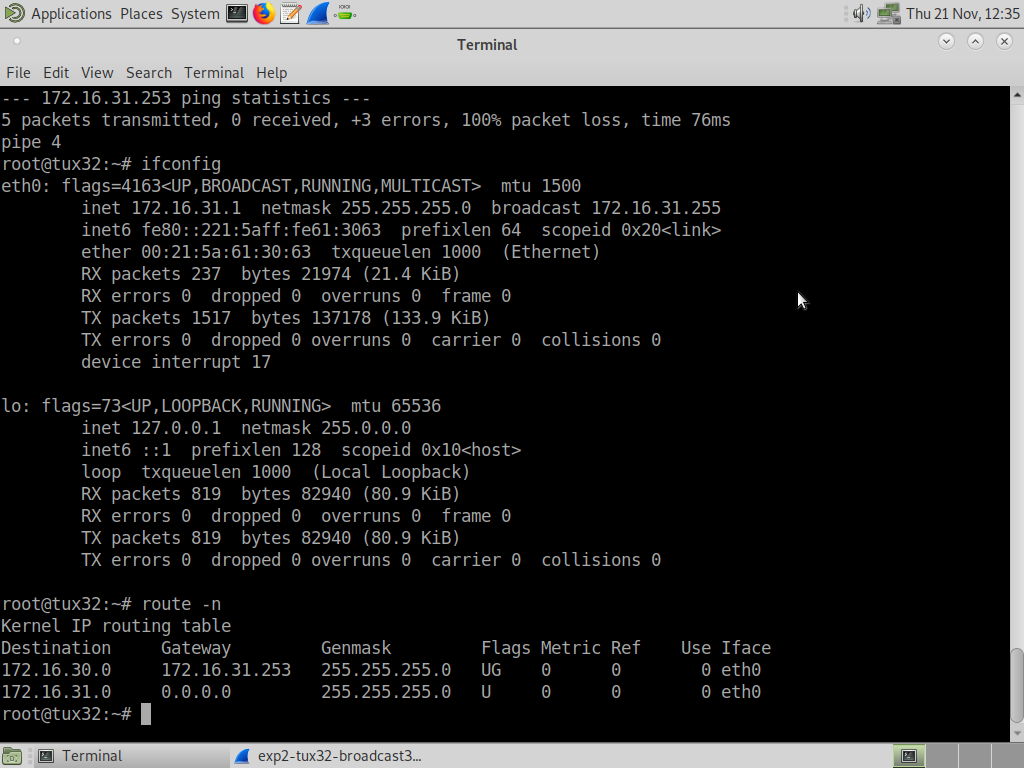 Applications Places System Thu 21 Nov, 12:35
Terminal
File Edit View Search Terminal Help
--- 172.16.31.253 ping statistics ---
5 packets transmitted, 0 received, +3 errors, 100% packet loss, time 76ms
pipe 4
root@tux32:~# ifconfig
eth0: flags=4163<UP,BROADCAST,RUNNING,MULTICAST>  mtu 1500
        inet 172.16.31.1  netmask 255.255.255.0  broadcast 172.16.31.255
        inet6 fe80::221:5aff:fe61:3063  prefixlen 64  scopeid 0x20<link>
        ether 00:21:5a:61:30:63  txqueuelen 1000  (Ethernet)
        RX packets 237  bytes 21974 (21.4 KiB)
        RX errors 0  dropped 0  overruns 0  frame 0
        TX packets 1517  bytes 137178 (133.9 KiB)
        TX errors 0  dropped 0 overruns 0  carrier 0  collisions 0
        device interrupt 17
lo: flags=73<UP,LOOPBACK,RUNNING>  mtu 65536
        inet 127.0.0.1  netmask 255.0.0.0
        inet6 ::1  prefixlen 128  scopeid 0x10<host>
        loop  txqueuelen 1000  (Local Loopback)
        RX packets 819  bytes 82940 (80.9 KiB)
        RX errors 0  dropped 0  overruns 0  frame 0
        TX packets 819  bytes 82940 (80.9 KiB)
        TX errors 0  dropped 0 overruns 0  carrier 0  collisions 0
root@tux32:~# route -n
Kernel IP routing table
Destination     Gateway         Genmask         Flags Metric Ref    Use Iface
172.16.30.0     172.16.31.253   255.255.255.0   UG    0      0        0 eth0
172.16.31.0     0.0.0.0         255.255.255.0   U     0      0        0 eth0
root@tux32:~#
Terminal exp2-tux32-broadcast3...